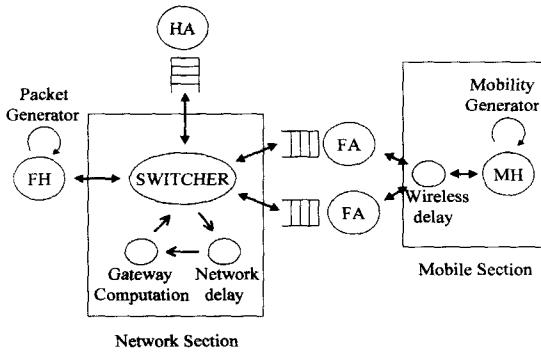 HA
Packet
Generator
FH
SWITCHER
Gateway
Computation
Network
delay
Network Section
FA
FA
Mobility
Generator
MH
Wireless
delay
Mobile Section